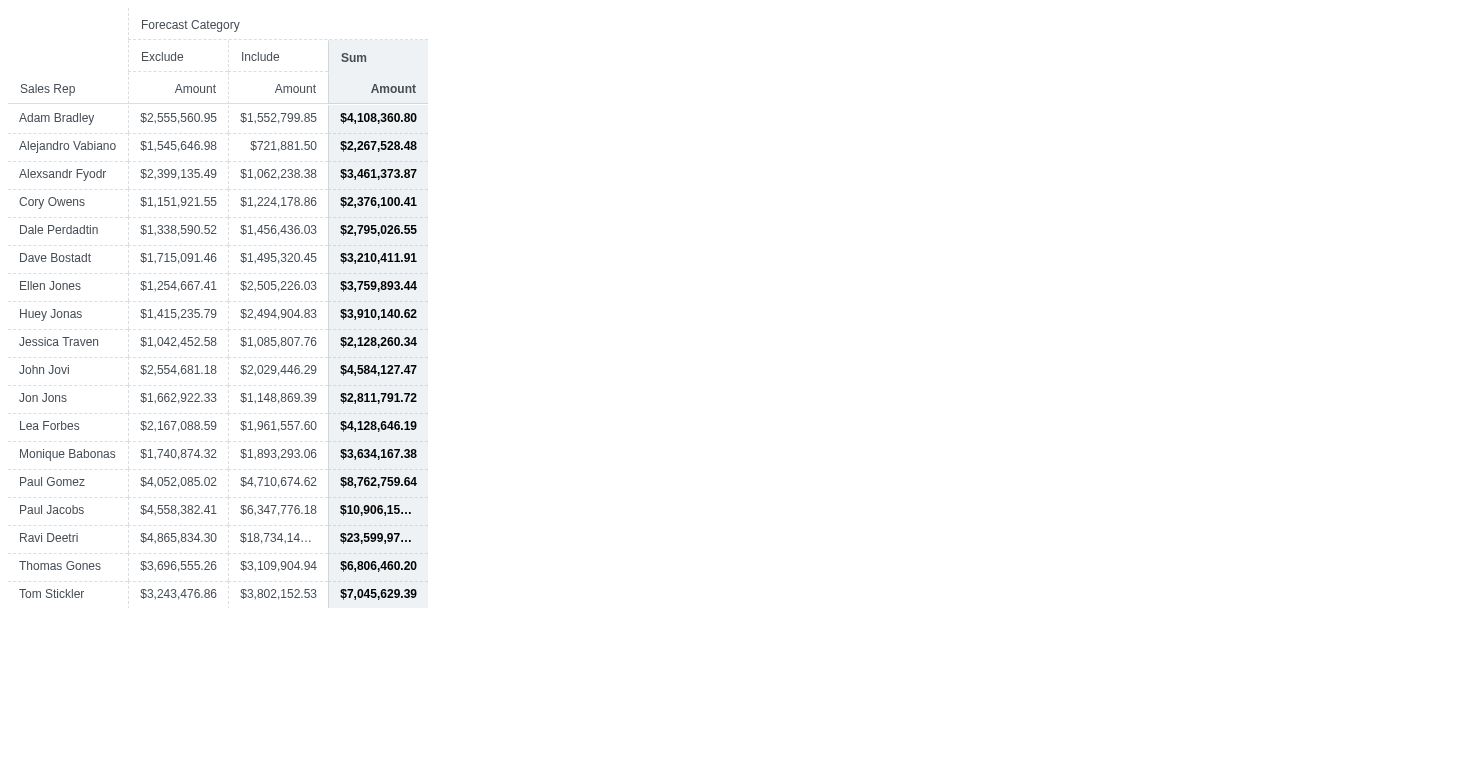 Forecast Category
Exclude Include Sum
Sales Rep Amount Amount Amount
Adam Bradley $2,555,560.95 $1,552,799.85 $4,108,360.80
Alejandro Vabiano $1,545,646.98 $721,881.50 $2,267,528.48
Alexsandr Fyodr $2,399,135.49 $1,062,238.38 $3,461,373.87
Cory Owens $1,151,921.55 $1,224,178.86 $2,376,100.41
Dale Perdadtin $1,338,590.52 $1,456,436.03 $2,795,026.55
Dave Bostadt $1,715,091.46 $1,495,320.45 $3,210,411.91
Ellen Jones $1,254,667.41 $2,505,226.03 $3,759,893.44
Huey Jonas $1,415,235.79 $2,494,904.83 $3,910,140.62
Jessica Traven $1,042,452.58 $1,085,807.76 $2,128,260.34
John Jovi $2,554,681.18 $2,029,446.29 $4,584,127.47
Jon Jons $1,662,922.33 $1,148,869.39 $2,811,791.72
Lea Forbes $2,167,088.59 $1,961,557.60 $4,128,646.19
Monique Babonas $1,740,874.32 $1,893,293.06 $3,634,167.38
Paul Gomez $4,052,085.02 $4,710,674.62 $8,762,759.64
Paul Jacobs $4,558,382.41 $6,347,776.18 $10,906,15…
Ravi Deetri $4,865,834.30 $18,734,14… $23,599,97…
Thomas Gones $3,696,555.26 $3,109,904.94 $6,806,460.20
Tom Stickler $3,243,476.86 $3,802,152.53 $7,045,629.39